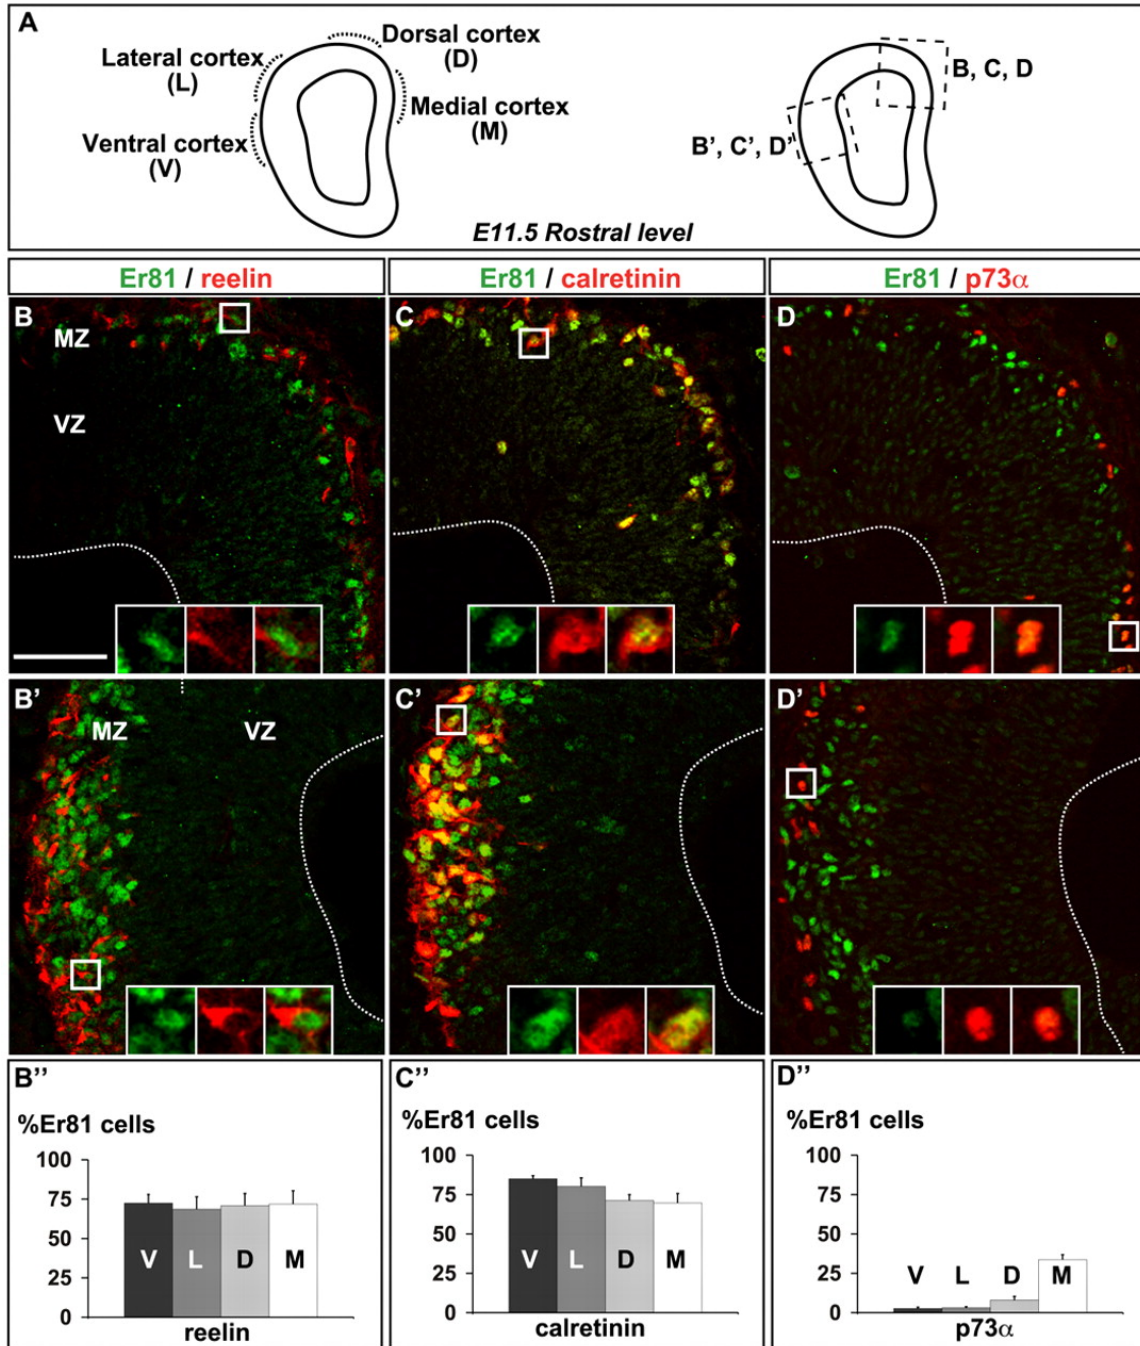 A
Lateral cortex
(L)
Dorsal cortex
(D)
Medial cortex
(M)
Ventral cortex
(V)
B, C, D
B’, C’, D’
E11.5 Rostral level
Er81 / reelin
Er81 / calretinin
Er81 / p73α
B
MZ
VZ
C
D
B’
MZ
VZ
C’
D’
B’’
%Er81 cells
100
75
50
25
0
V L D M
reelin
C’’
%Er81 cells
100
75
50
25
0
V L D M
calretinin
D’’
%Er81 cells
100
75
50
25
0
V L D M
p73α